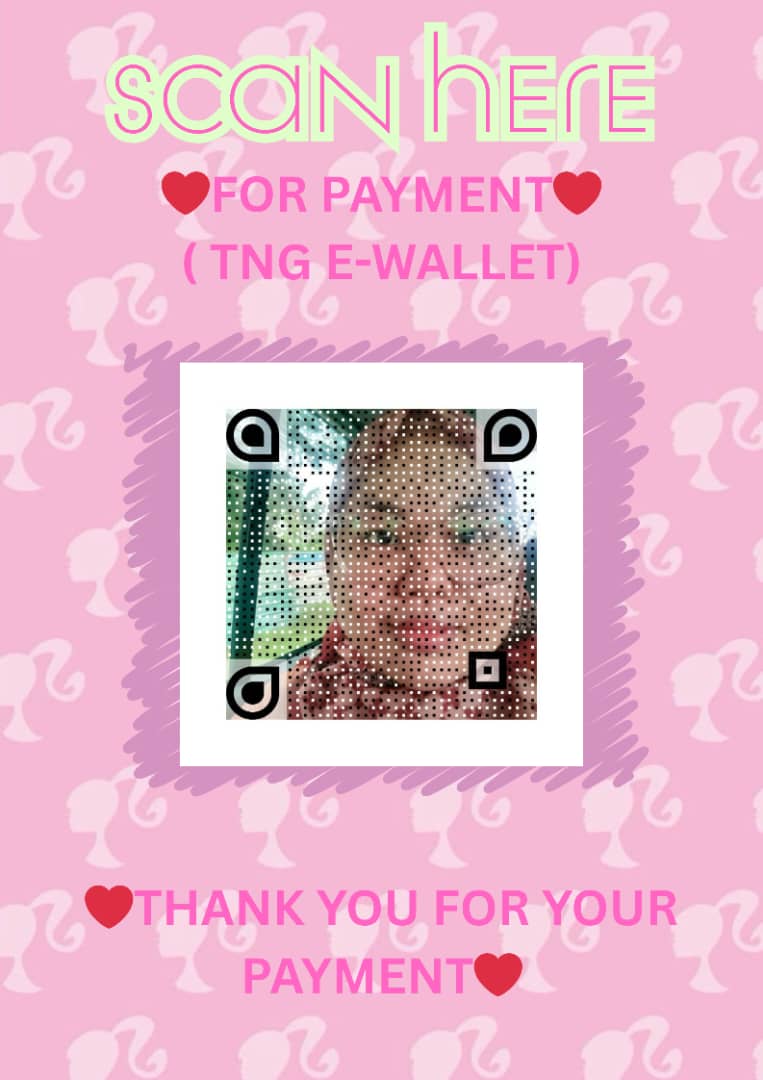 SCAN HERE
❤FOR PAYMENT❤
( TNG E-WALLET)
❤THANK YOU FOR YOUR
PAYMENT❤